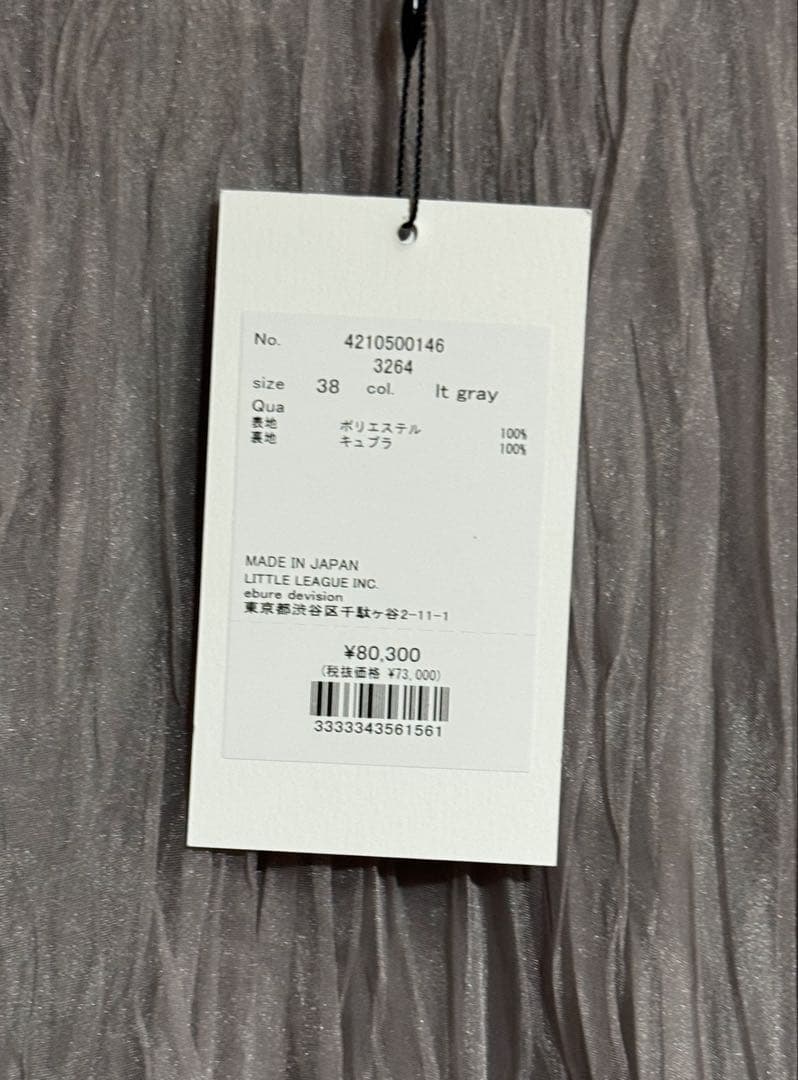 No. 4210500146
3264
size 38 col. lt gray
Qua
表地 ポリエステル 100%
裏地 キュプラ 100%
MADE IN JAPAN
LITTLE LEAGUE INC.
ebure devision
東京都渋谷区千駄ヶ谷2-11-1
¥80,300
(税抜価格 ¥73,000)
3333343561561